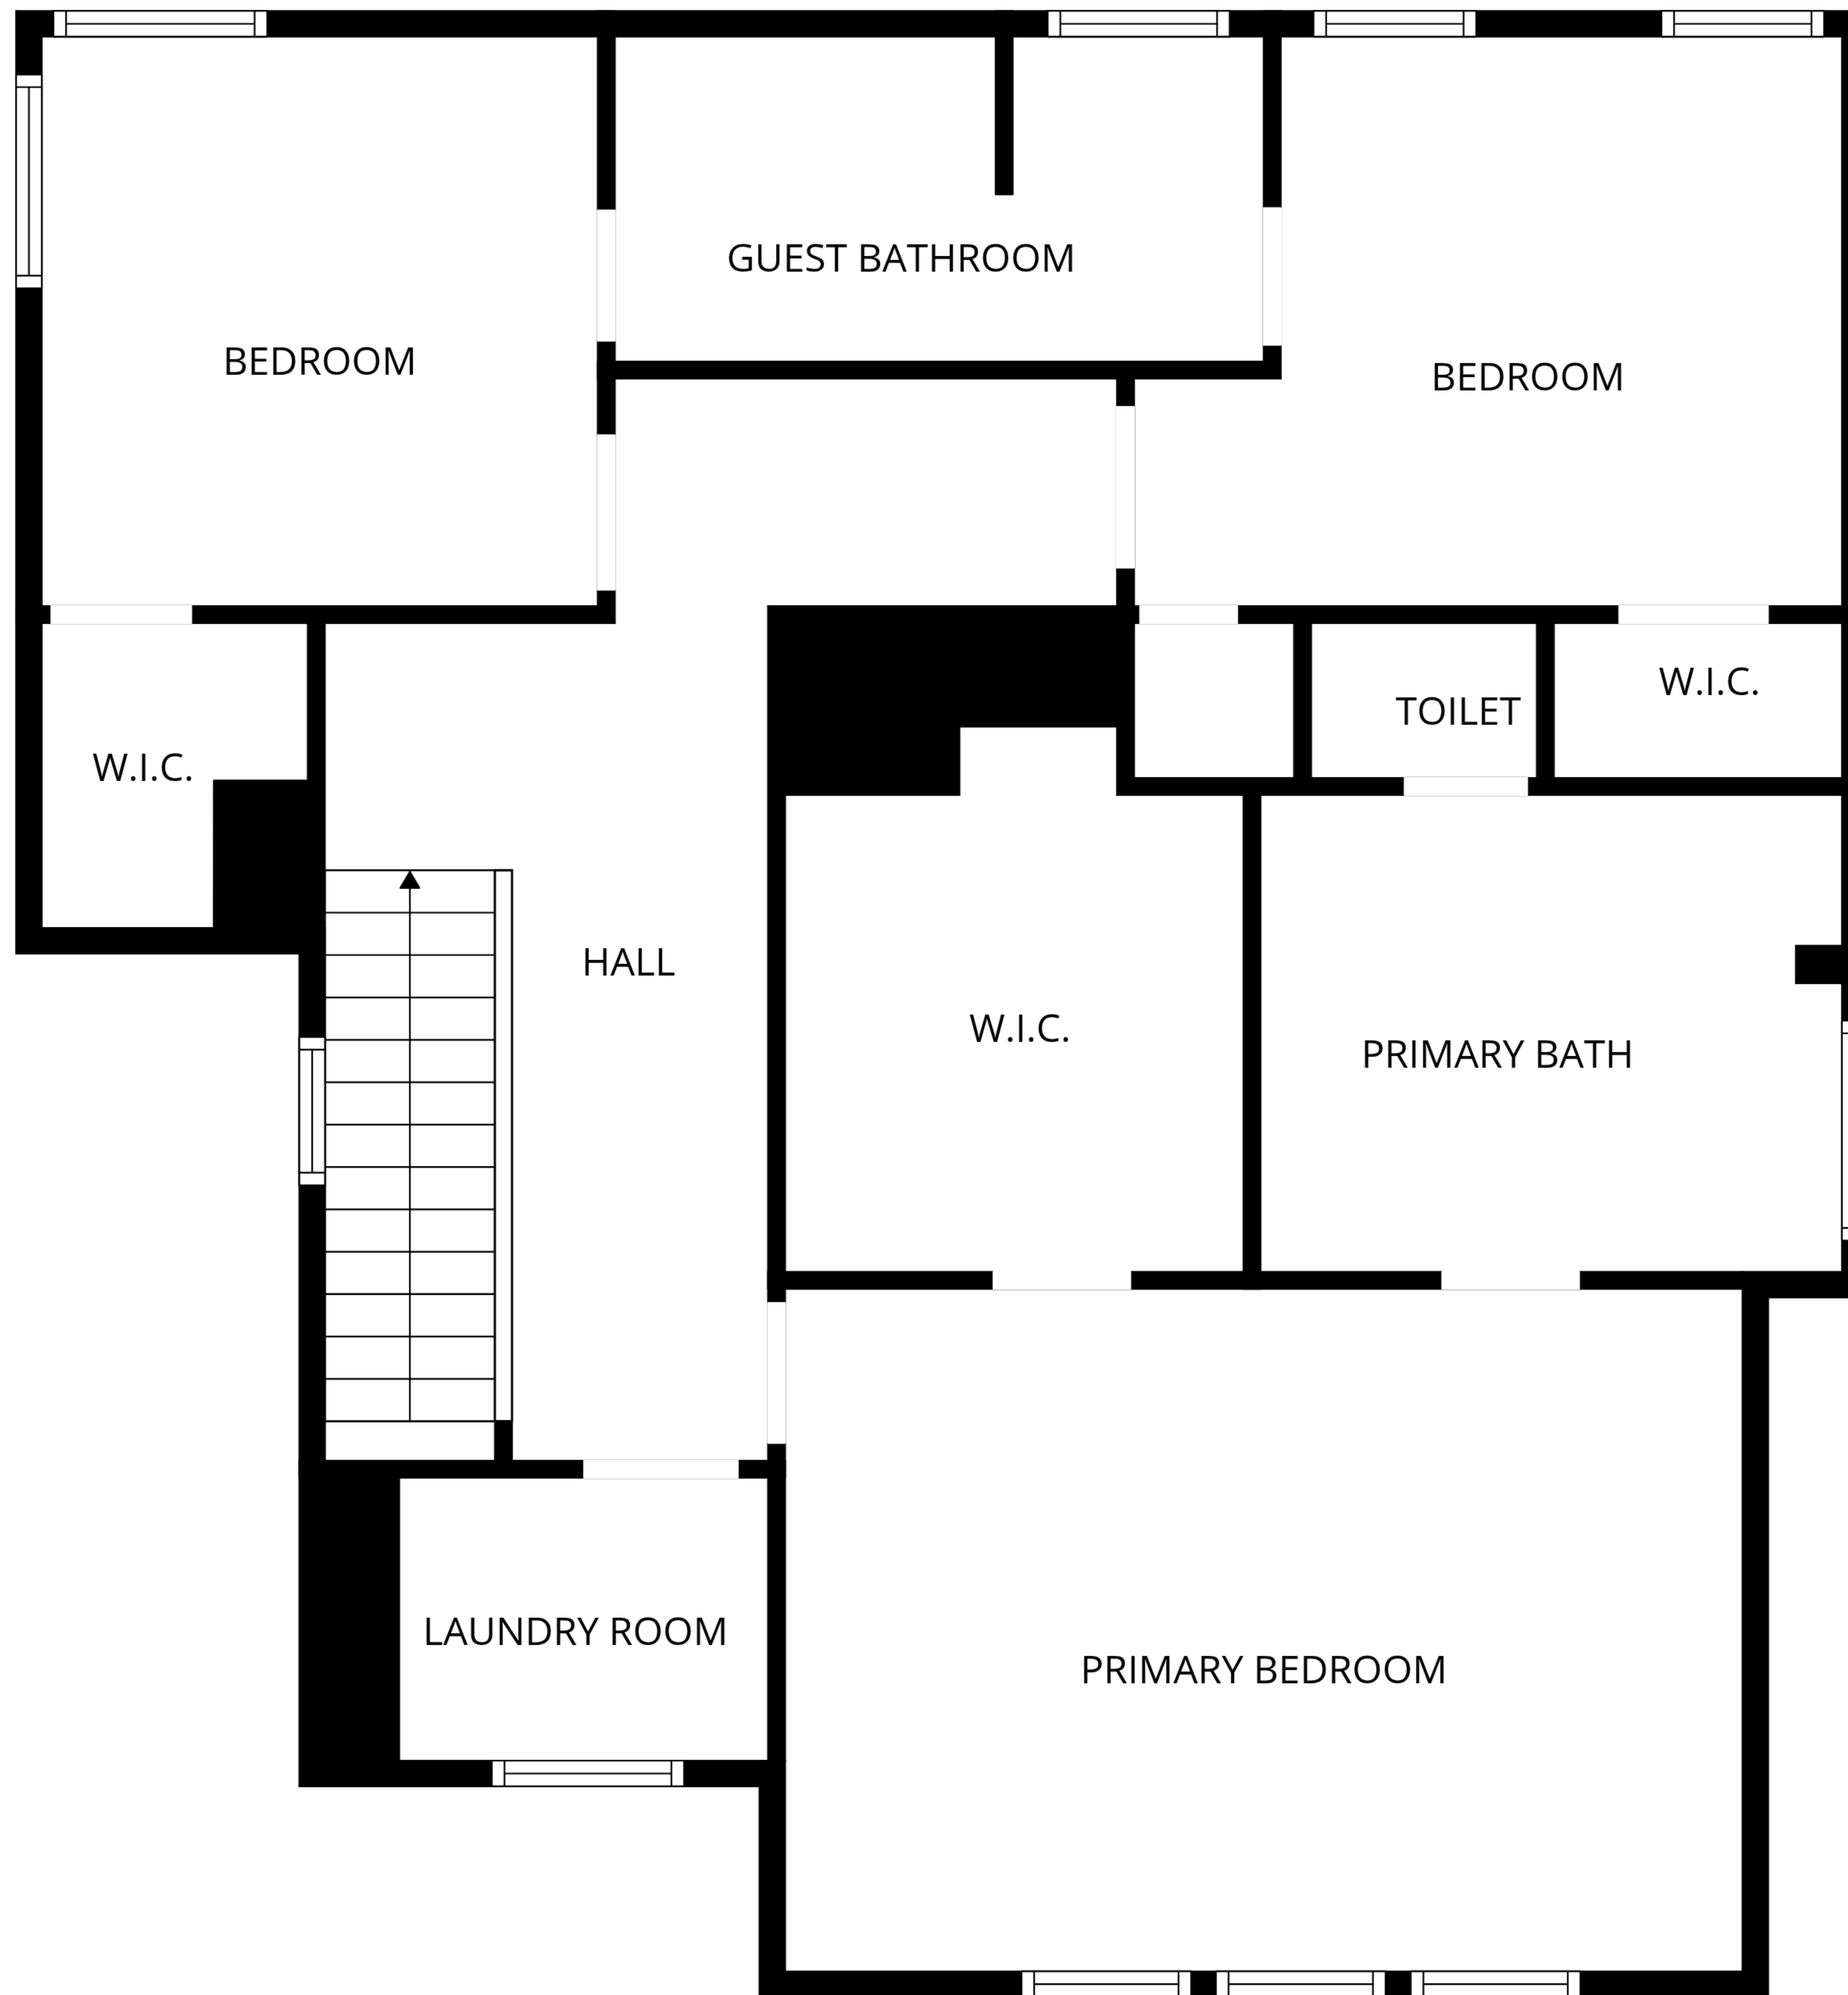 GUEST BATHROOM
BEDROOM
BEDROOM
W.I.C.
TOILET
W.I.C.
HALL
W.I.C.
PRIMARY BATH
LAUNDRY ROOM
PRIMARY BEDROOM